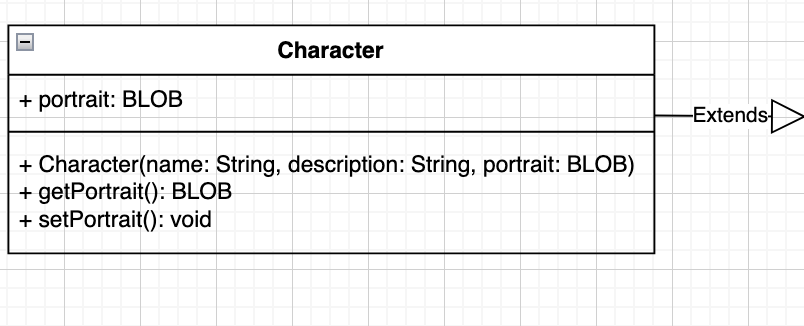 Character
+ portrait: BLOB
Extends
+ Character(name: String, description: String, portrait: BLOB)
+ getPortrait(): BLOB
+ setPortrait(): void